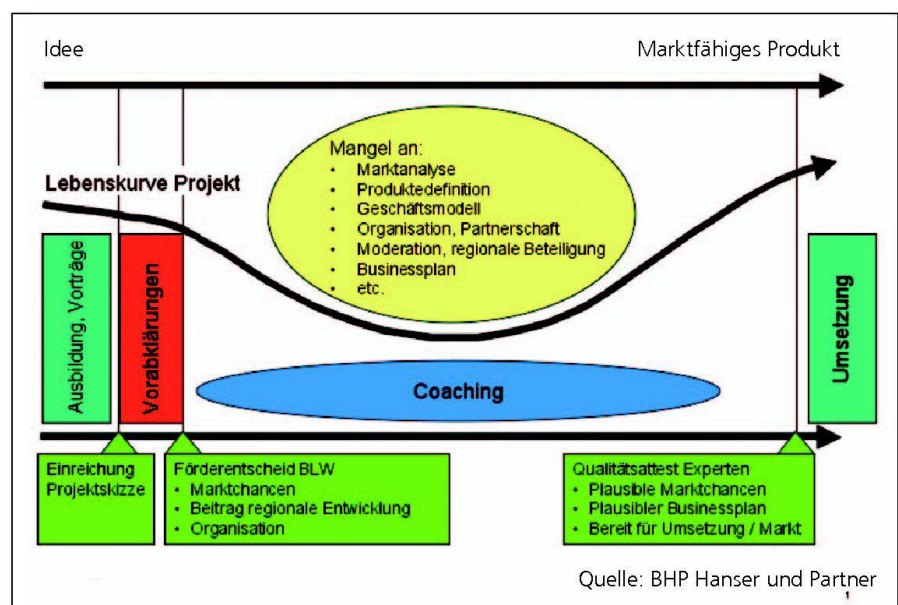 Idee
Marktfähiges Produkt
Mangel an:
• Marktanalyse
• Produktedefinition
• Geschäftsmodell
• Organisation, Partnerschaft
• Moderation, regionale Beteiligung
• Businessplan
• etc.
Lebenskurve Projekt
Ausbildung, Vorträge
Vorabklärungen
Coaching
Umsetzung
Einreichung
Projektskizze
Förderentscheid BLW
• Marktchancen
• Beitrag regionale Entwicklung
• Organisation
Qualitätsattest Experten
• Plausible Marktchancen
• Plausibler Businessplan
• Bereit für Umsetzung / Markt
Quelle: BHP Hanser und Partner
1